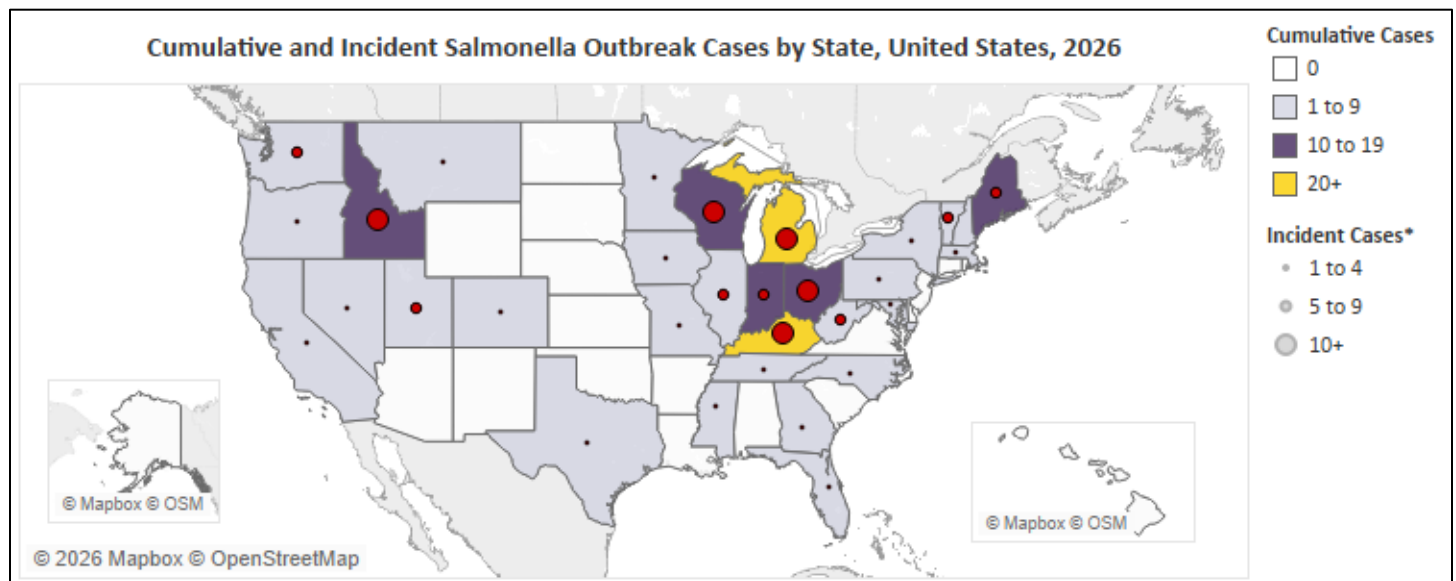 Cumulative and Incident Salmonella Outbreak Cases by State, United States, 2026
Cumulative Cases
0
1 to 9
10 to 19
20+
Incident Cases*
1 to 4
5 to 9
10+
© Mapbox © OSM
© Mapbox © OSM
© 2026 Mapbox © OpenStreetMap